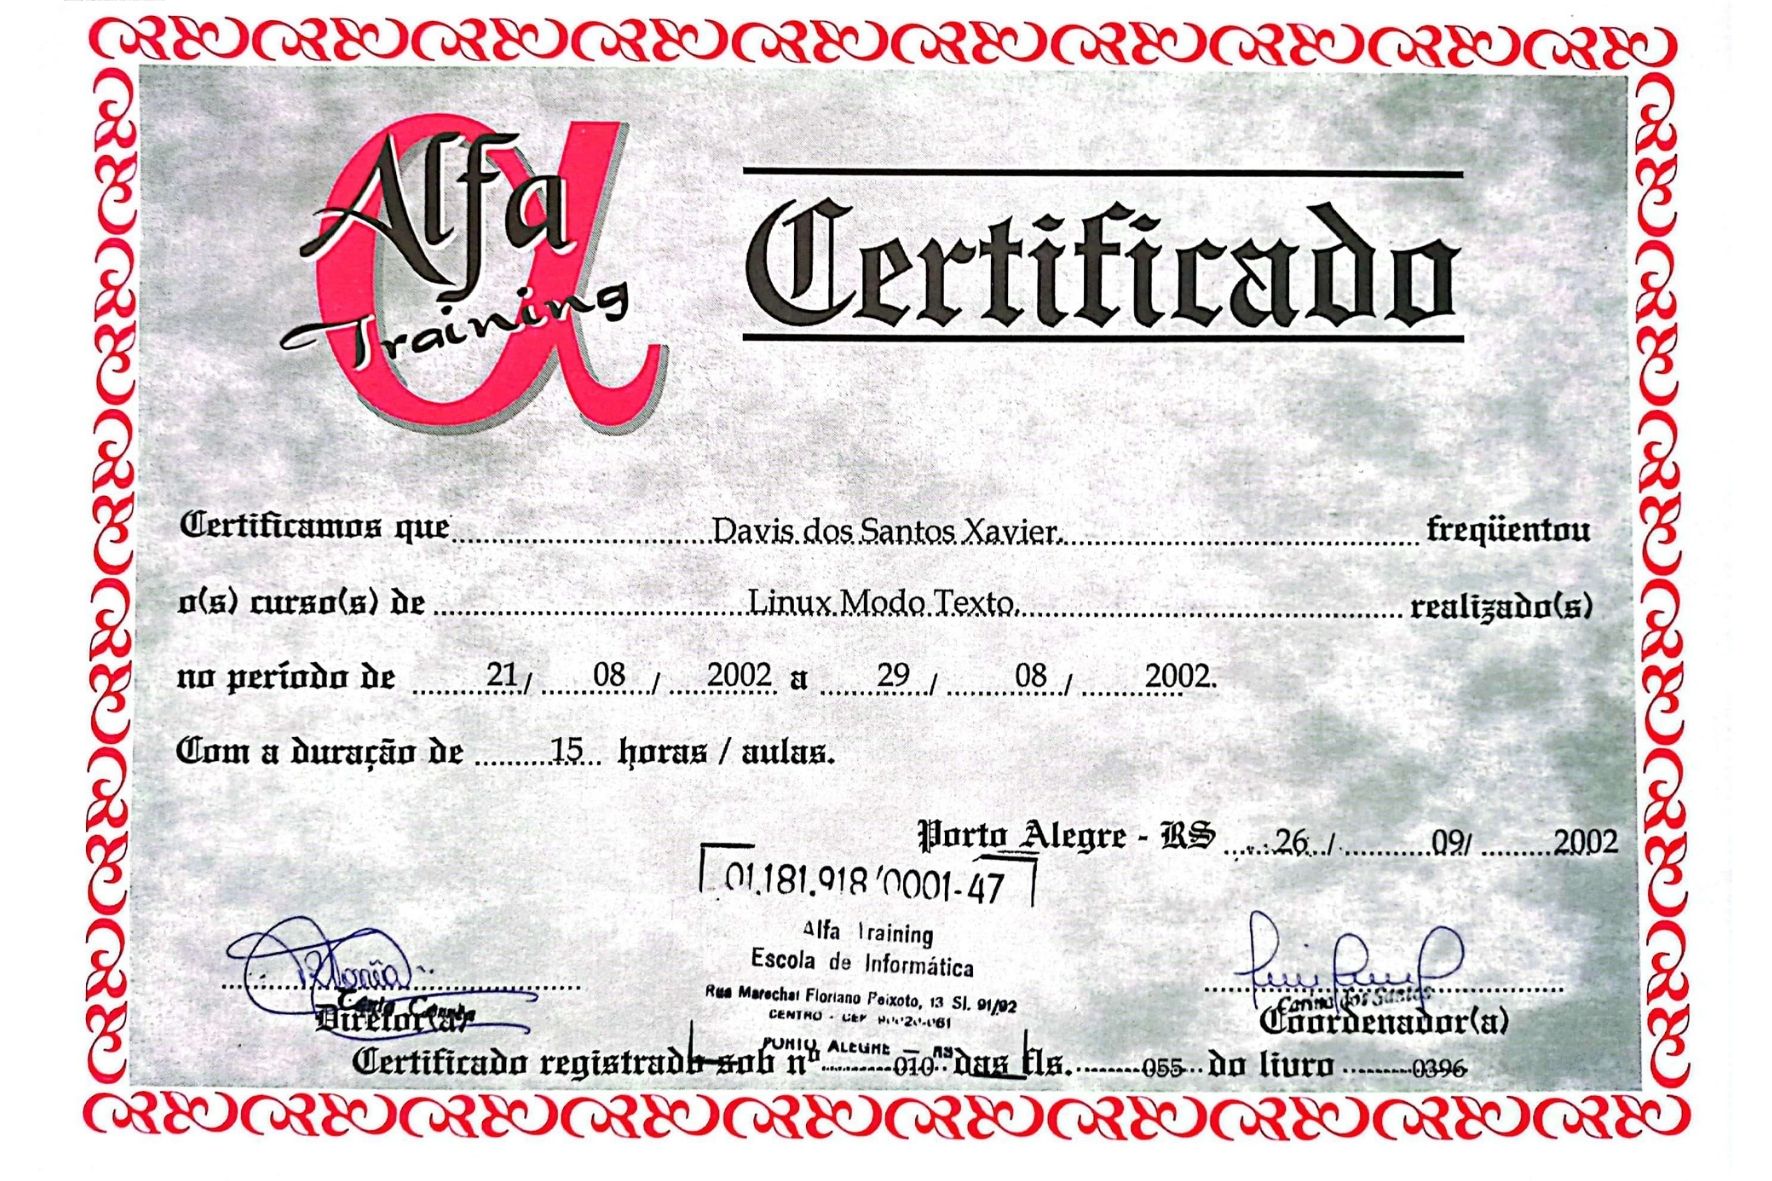 Alfa
Training
Certificado
Certificamos que Davis dos Santos Xavier. freqüentou
o(s) curso(s) de Linux Modo Texto. realizado(s)
no período de 21/ 08 / 2002 a 29 / 08 / 2002.
Com a duração de 15 horas / aulas.
Porto Alegre - RS 26 / 09/ 2002
01.181.918/0001-47
Alfa Training
Escola de Informática
Rua Marechal Floriano Peixoto, 13 Sl. 91/92
CENTRO - CEP
PORTO ALEGRE - RS
Diretor(a)
dos Santos
Coordenador(a)
Certificado registrado sob nº 010 das fls. 055 do livro 0396